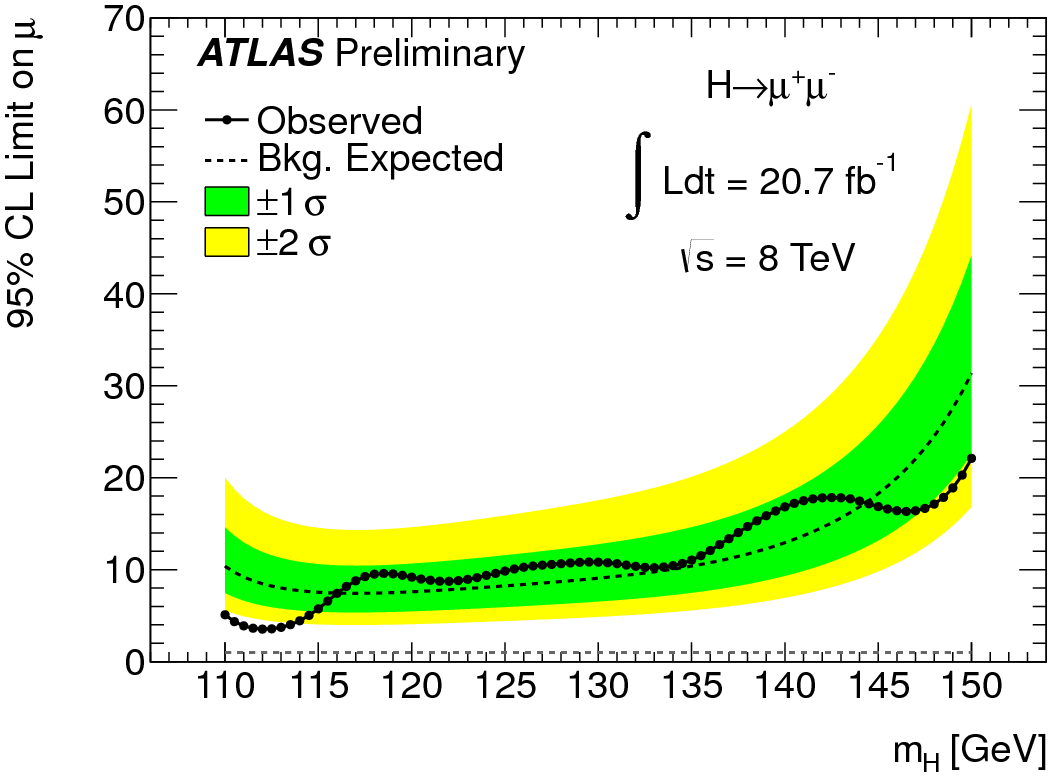 ATLAS Preliminary
Observed
Bkg. Expected
±1 σ
±2 σ
H→μ⁺μ⁻
∫ Ldt = 20.7 fb⁻¹
√s = 8 TeV
95% CL Limit on μ
70
60
50
40
30
20
10
0
110 115 120 125 130 135 140 145 150
m_H [GeV]